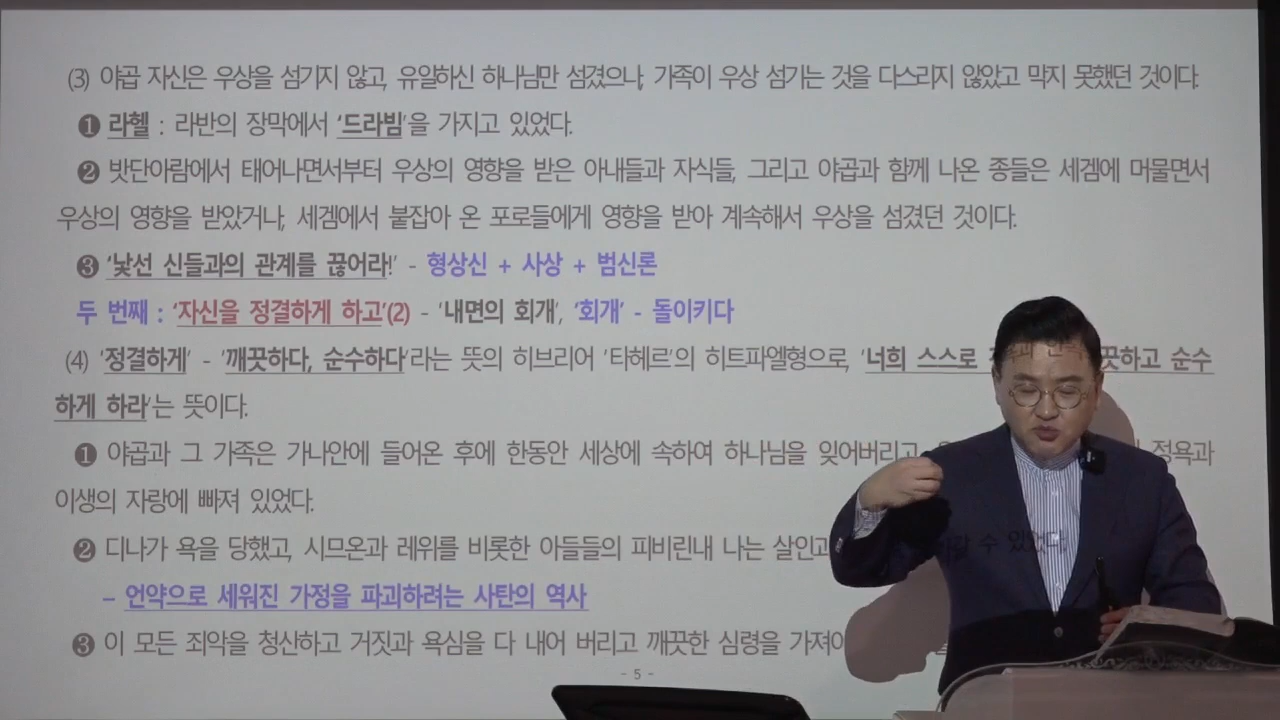 (3) 야곱 자신은 우상을 섬기지 않고, 유일하신 하나님만 섬겼으나, 가족이 우상 섬기는 것을 다스리지 않았고 막지 못했던 것이다.
❶ 라헬 : 라반의 장막에서 '드라빔'을 가지고 있었다.
❷ 밧단아람에서 태어나면서부터 우상의 영향을 받은 아내들과 자식들, 그리고 야곱과 함께 나온 종들은 세겜에 머물면서
우상의 영향을 받았거나, 세겜에서 붙잡아 온 포로들에게 영향을 받아 계속해서 우상을 섬겼던 것이다.
❸ '낯선 신들과의 관계를 끊어라!' - 형상신 + 사상 + 범신론
두 번째 : '자신을 정결하게 하고'(2) - '내면의 회개', '회개' - 돌이키다
(4) '정결하게' - '깨끗하다, 순수하다'라는 뜻의 히브리어 '타헤르'의 히트파엘형으로, '너희 스스로 끗하고 순수
하게 하라'는 뜻이다.
❶ 야곱과 그 가족은 가나안에 들어온 후에 한동안 세상에 속하여 하나님을 잊어버리고 정욕과
이생의 자랑에 빠져 있었다.
❷ 디나가 욕을 당했고, 시므온과 레위를 비롯한 아들들의 피비린내 나는 살인과 수 있었다.
– 언약으로 세워진 가정을 파괴하려는 사탄의 역사
❸ 이 모든 죄악을 청산하고 거짓과 욕심을 다 내어 버리고 깨끗한 심령을 가져야
- 5 -